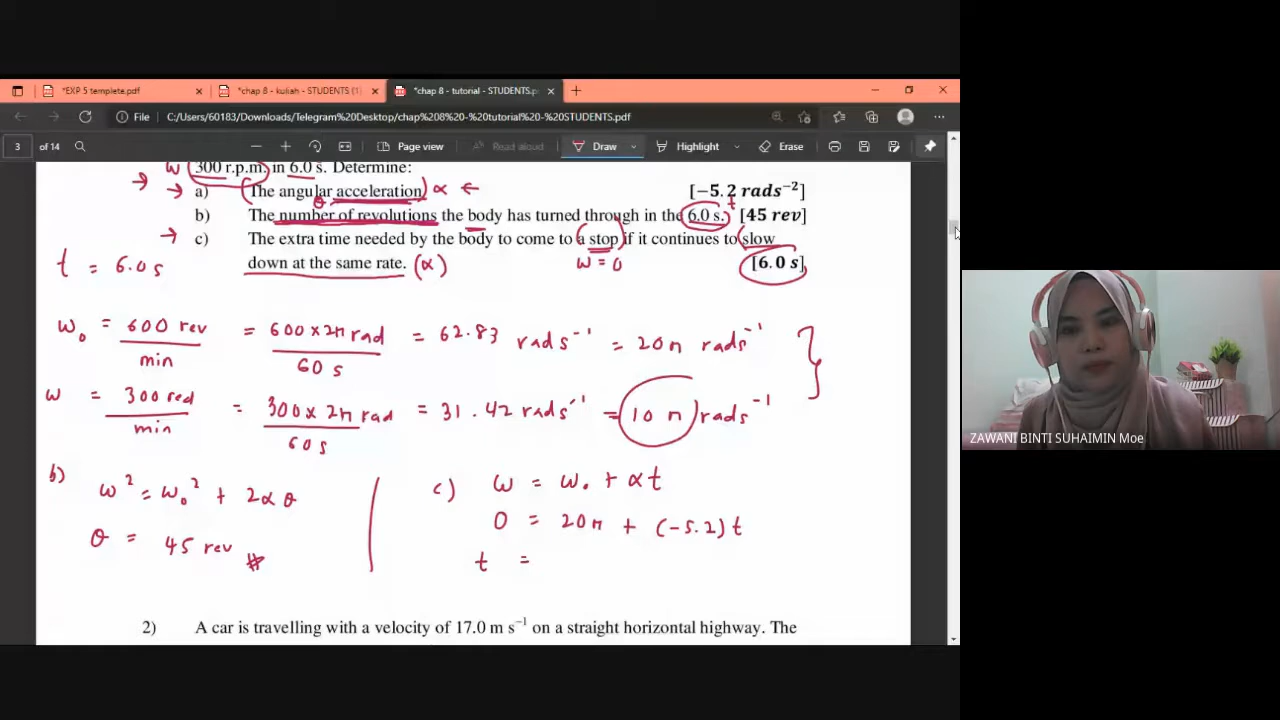 *EXP 5 templete.pdf
*chap 8 - kuliah - STUDENTS (1)
*chap 8 - tutorial - STUDENTS.p
File
C:/Users/60183/Downloads/Telegram%20Desktop/chap%208%20-%20tutorial%20-%20STUDENTS.pdf
3 of 14
Page view
Read aloud
Draw
Highlight
Erase
ω 300 r.p.m. in 6.0 s. Determine:
a) The angular acceleration) α ← [−5.2 rads⁻²]
θ t
b) The number of revolutions the body has turned through in the 6.0 s. [45 rev]
c) The extra time needed by the body to come to a stop if it continues to slow
down at the same rate. (α) ω = 0 [6.0 s]
t = 6.0 s
ω₀ = 600 rev/min = 600 × 2π rad/60 s = 62.83 rads⁻¹ = 20π rads⁻¹
ω = 300 red/min = 300 × 2π rad/60 s = 31.42 rads⁻¹ = 10 π rads⁻¹
b) ω² = ω₀² + 2αθ
θ = 45 rev #
c) ω = ω₀ + αt
0 = 20π + (−5.2) t
t =
2) A car is travelling with a velocity of 17.0 m s⁻¹ on a straight horizontal highway. The
ZAWANI BINTI SUHAIMIN Moe